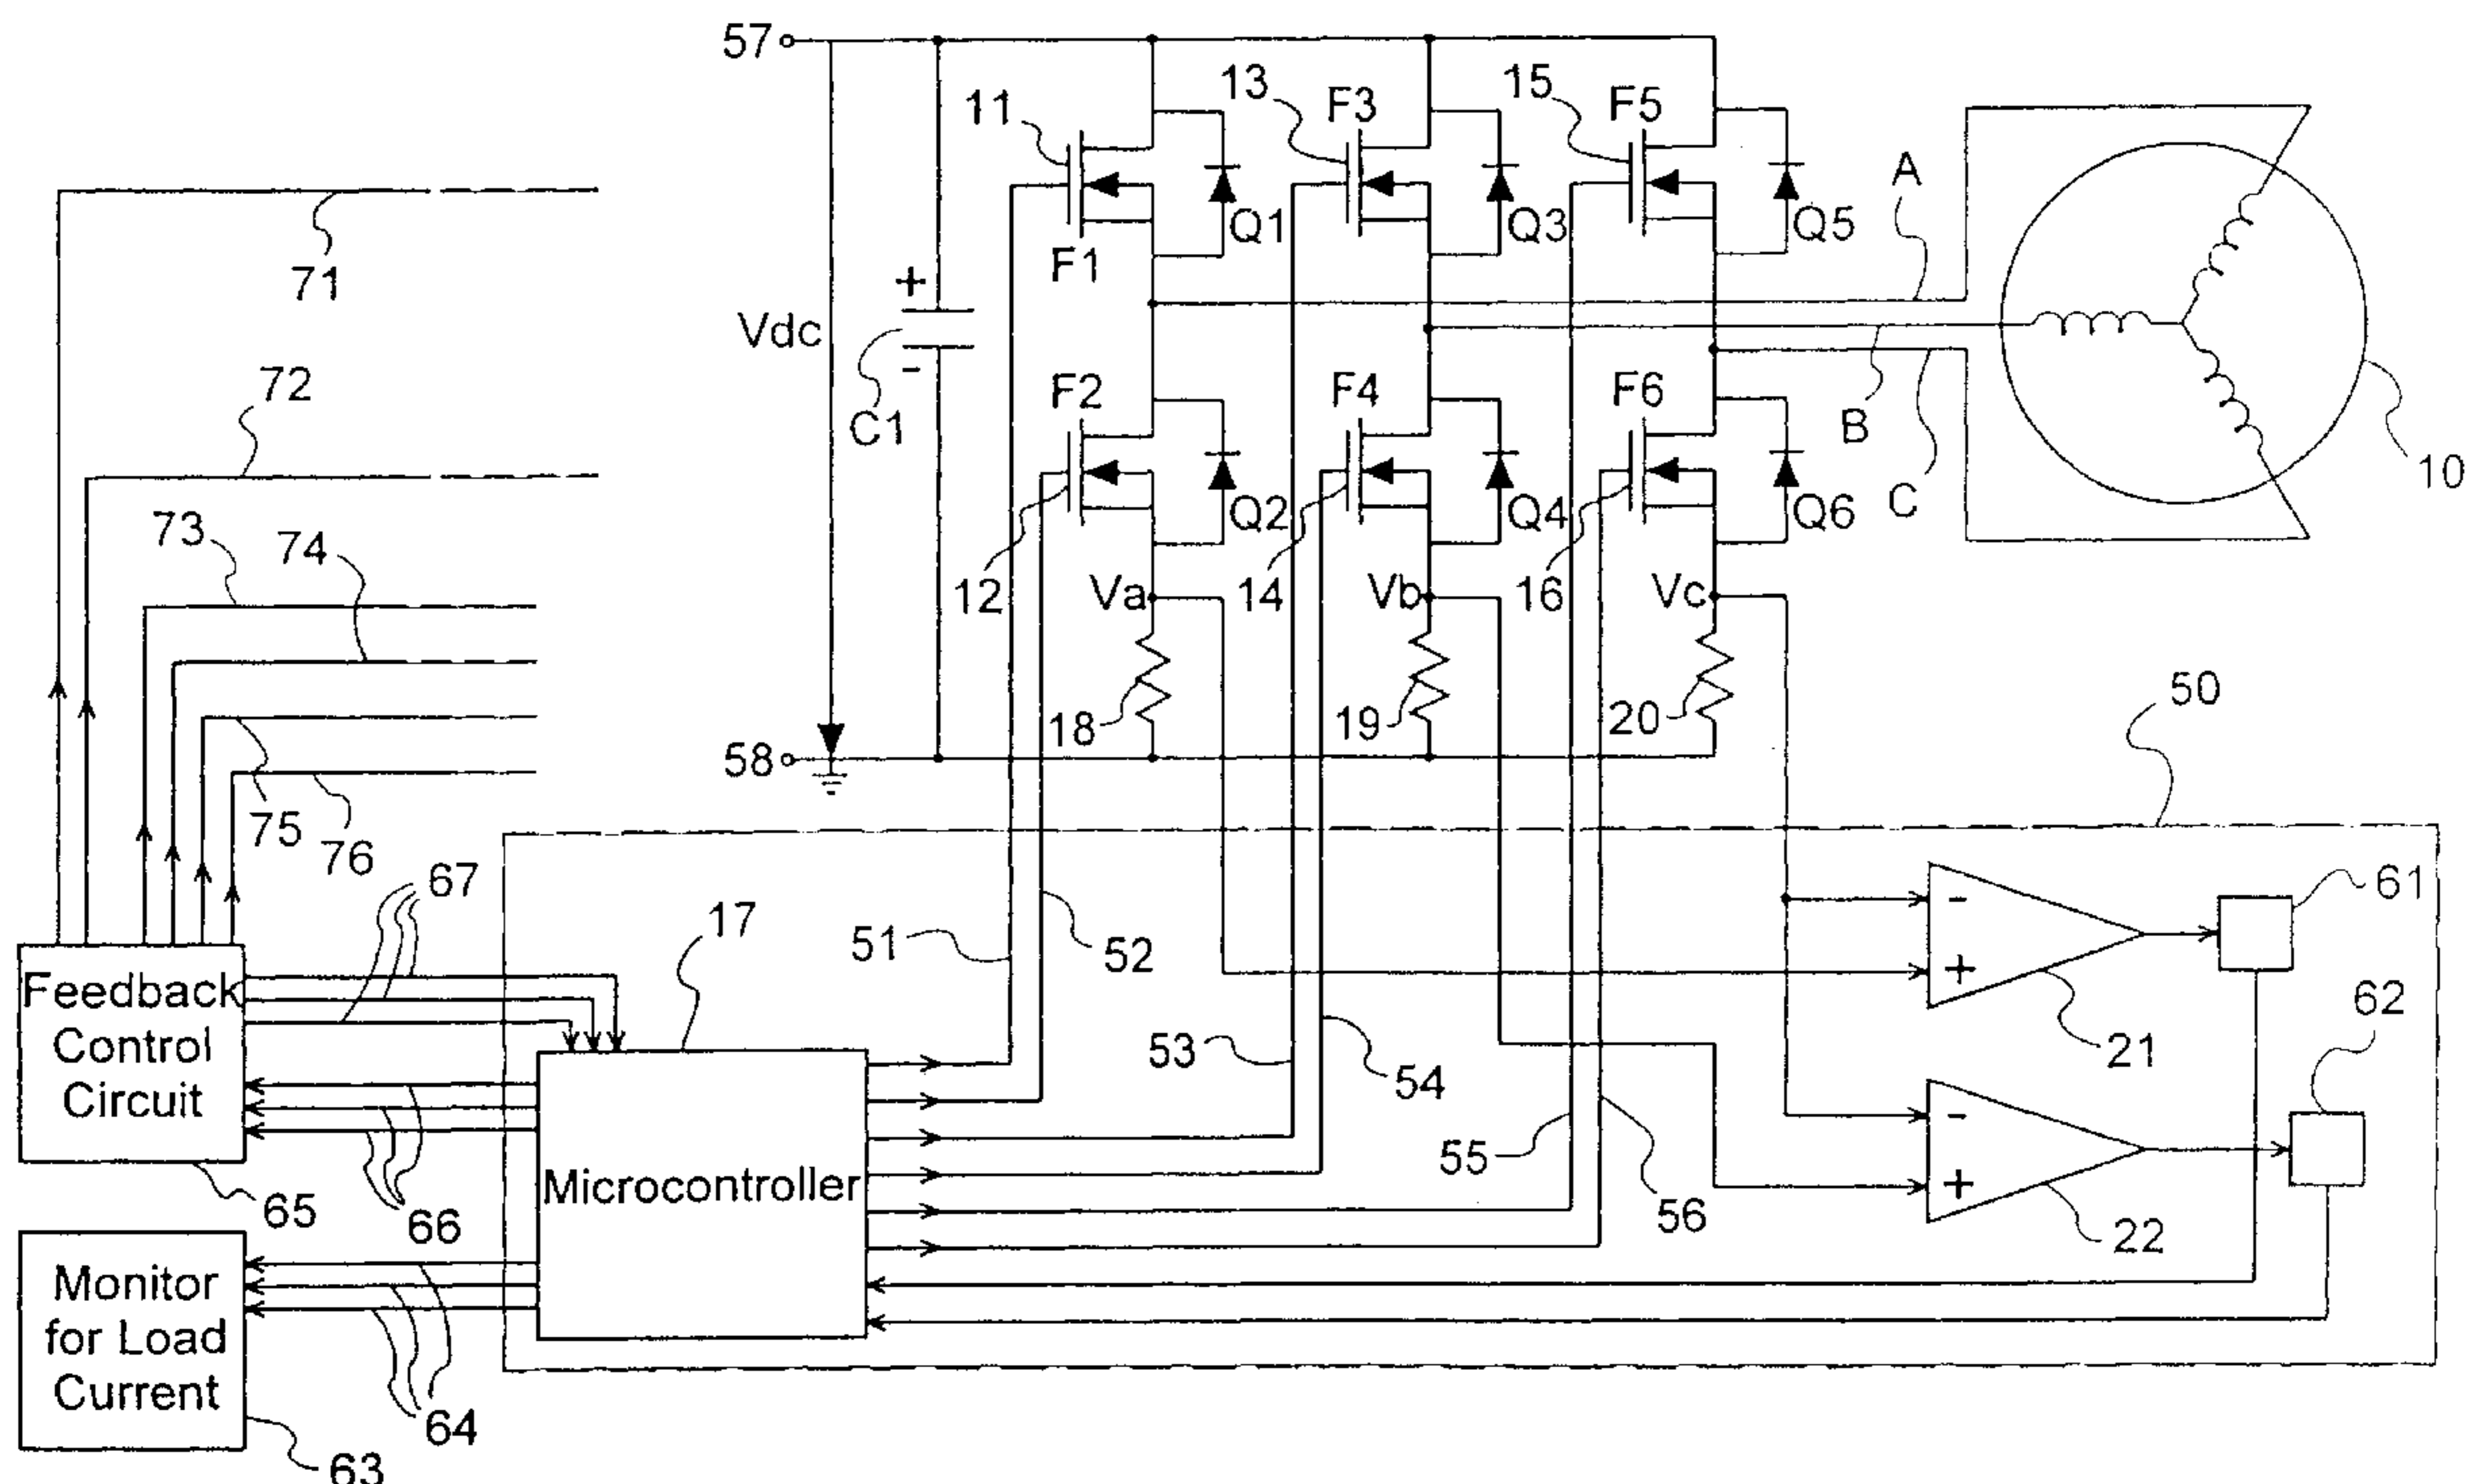 57
13
15
F3
F5
11
A
Q1
Q3
Q5
71
F1
+
Vdc
-
72
F2
F4
F6
C1
B
10
C
73
74
Q2
Q4
Q6
12
Va
14
Vb
16
Vc
50
18
19
20
58
75
76
67
61
17
-
51
52
+
62
Feedback
Control
Circuit
21
53
54
-
55
Microcontroller
+
56
65
66
22
Monitor
for Load
Current
64
63